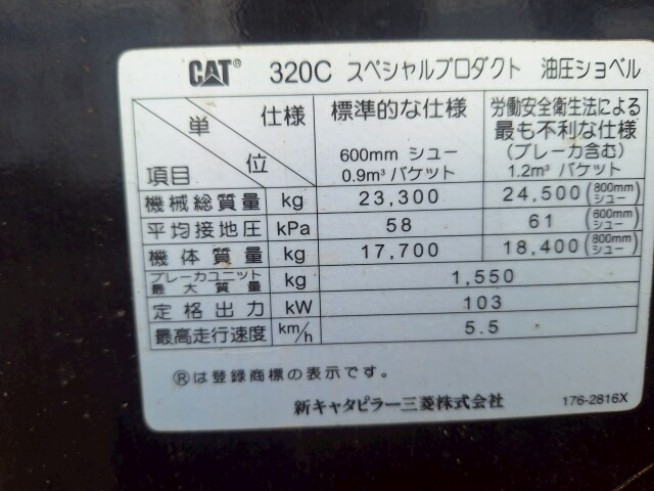 CAT® 320C スペシャルプロダクト 油圧ショベル
単位 仕様 標準的な仕様 労働安全衛生法による
最も不利な仕様
600mm シュー (ブレーカ含む)
項目 0.9m³ バケット 1.2m³ バケット
機械総質量 kg 23,300 24,500 (800mm シュー)
平均接地圧 kPa 58 61 (600mm シュー)
機体質量 kg 17,700 18,400 (800mm シュー)
ブレーカユニット最大質量 kg 1,550
定格出力 kW 103
最高走行速度 km/h 5.5
®は登録商標の表示です。
新キャタピラー三菱株式会社 176-2816X